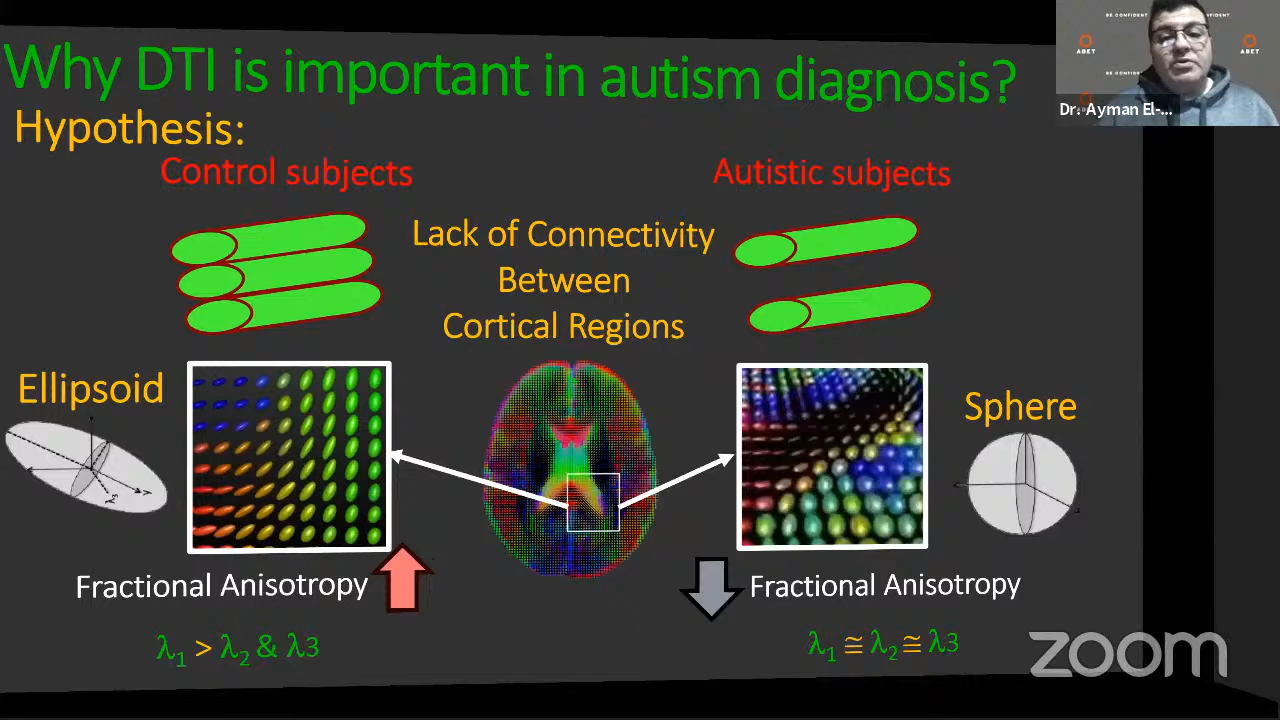 Why DTI is important in autism diagnosis?
Hypothesis:
Control subjects
Autistic subjects
Lack of Connectivity
Between
Cortical Regions
Ellipsoid
Sphere
Fractional Anisotropy
Fractional Anisotropy
λ1 > λ2 & λ3
λ1 ≅ λ2 ≅ λ3
BE CONFIDENT
ABET
ABET
Dr. Ayman El-...
zoom